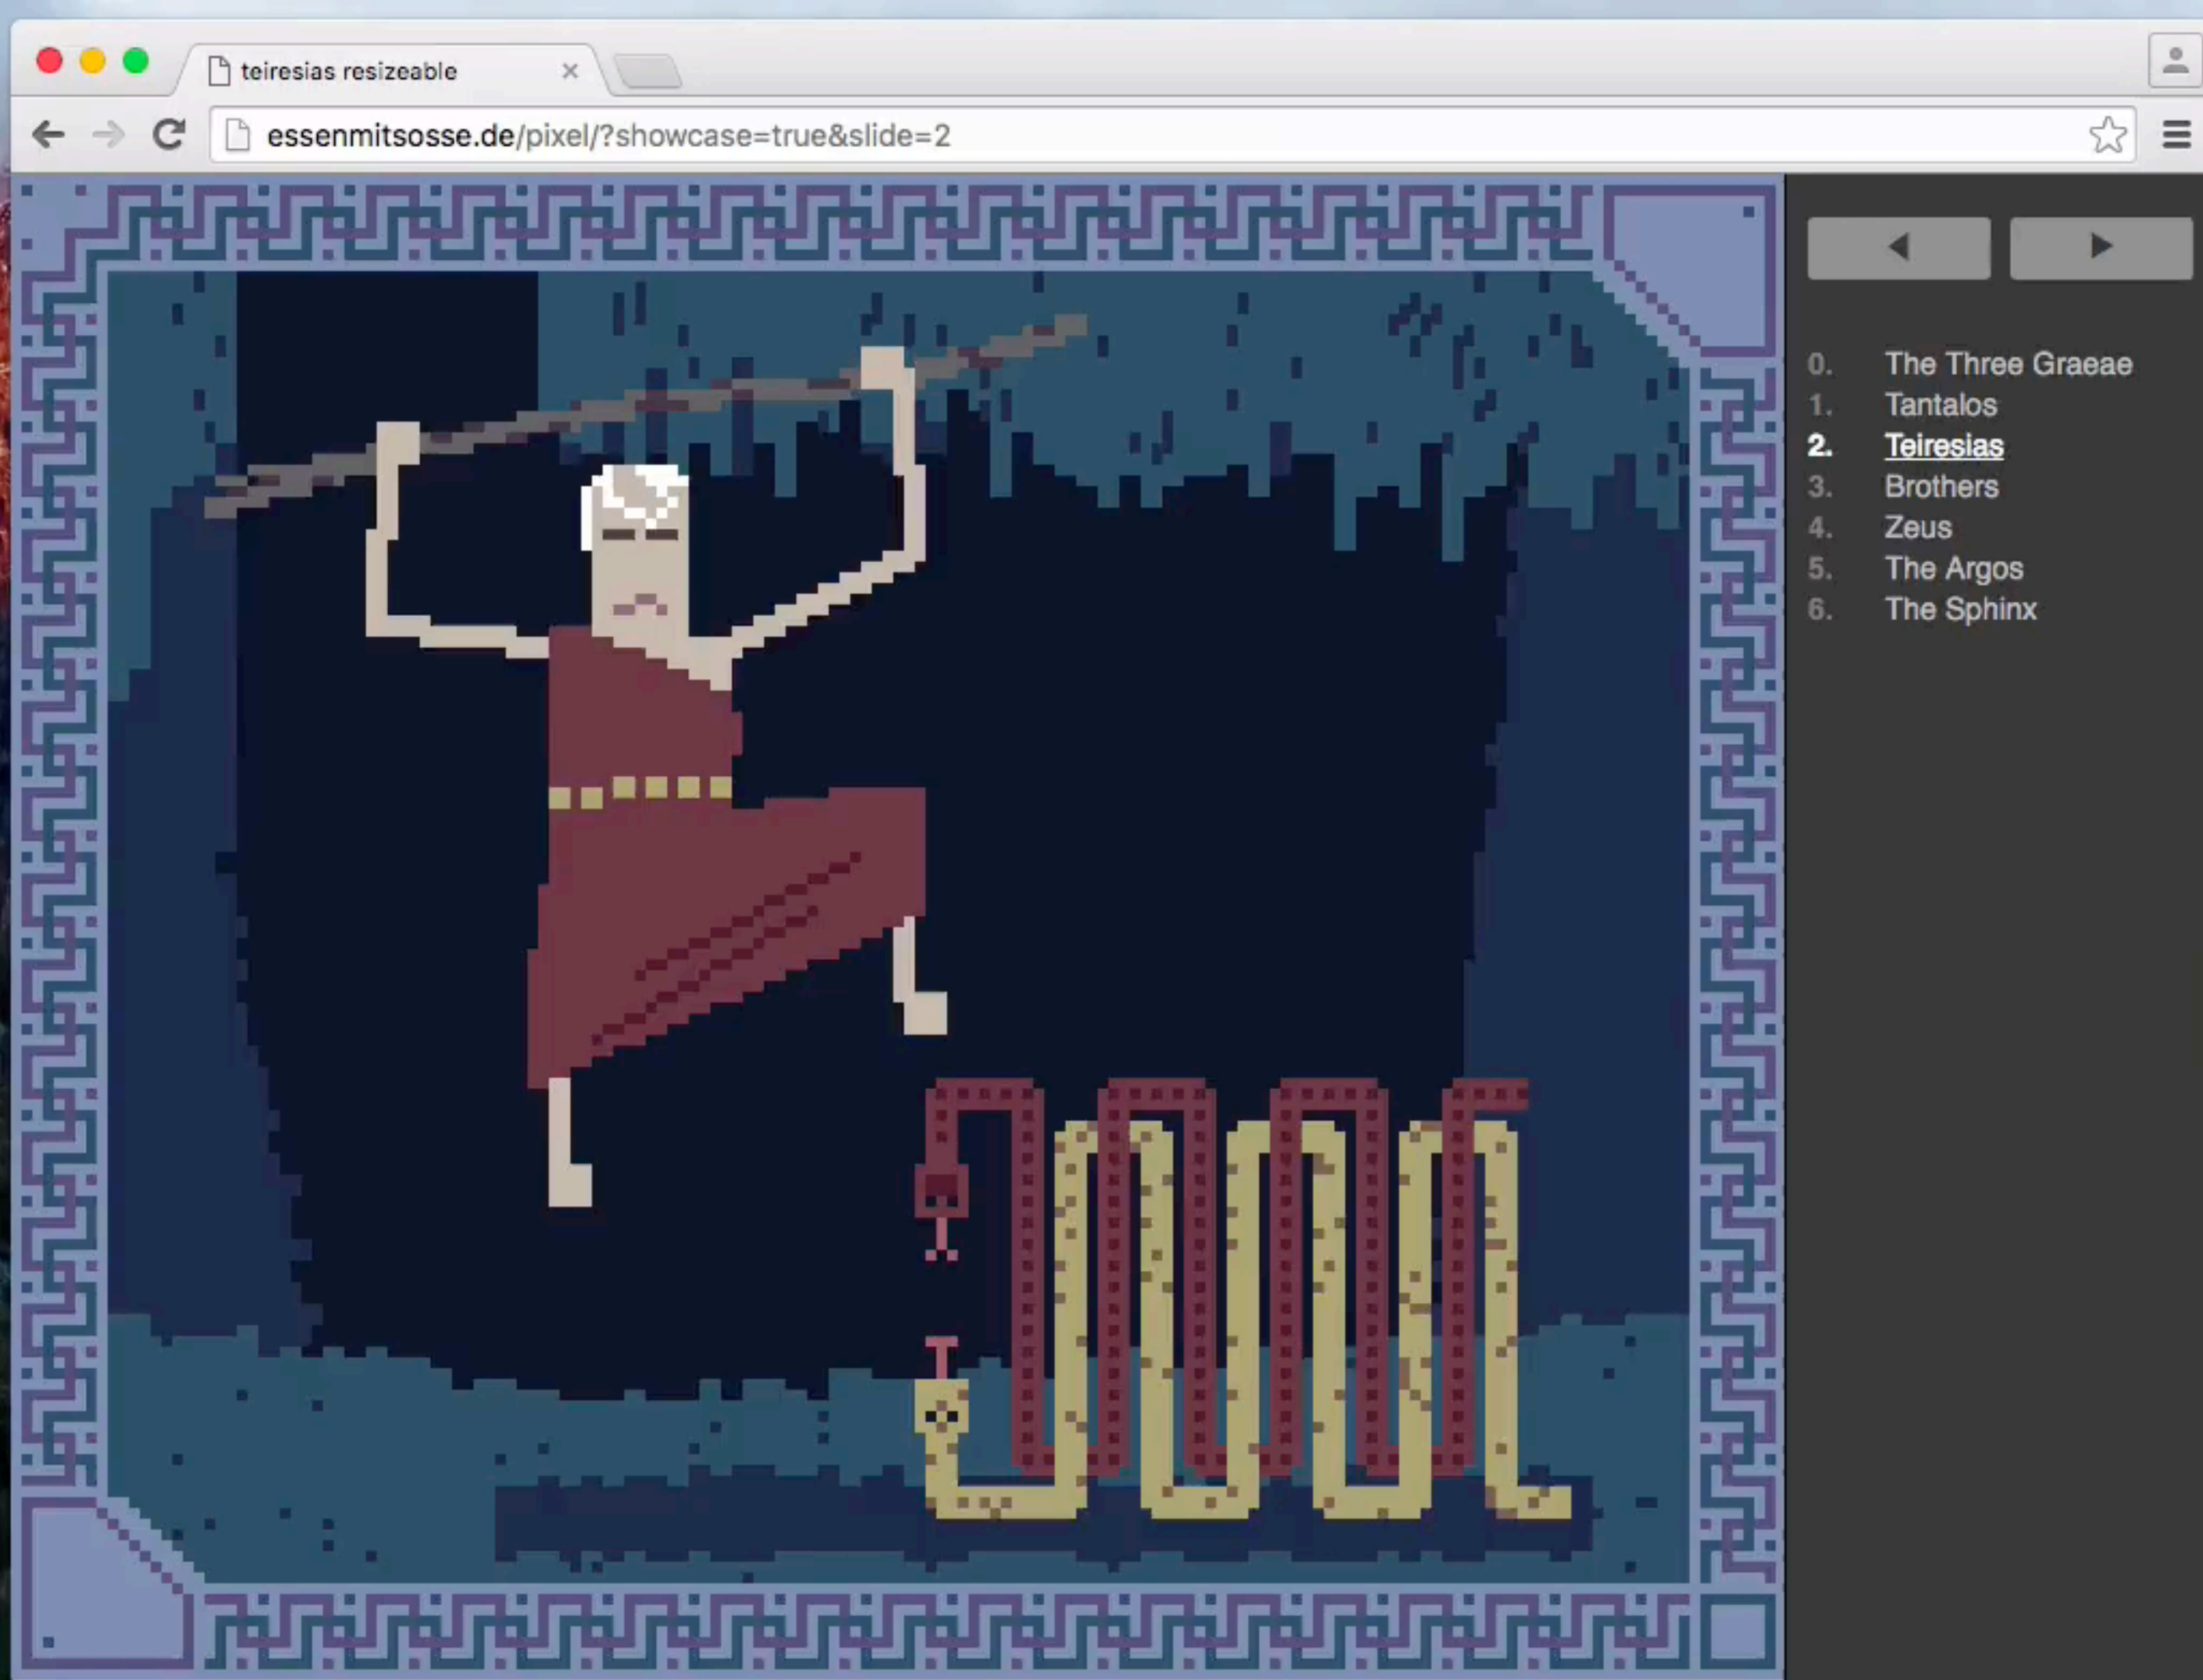 teiresias resizeable
essenmitsosse.de/pixel/?showcase=true&slide=2
0. The Three Graeae
1. Tantalos
2. Teiresias
3. Brothers
4. Zeus
5. The Argos
6. The Sphinx